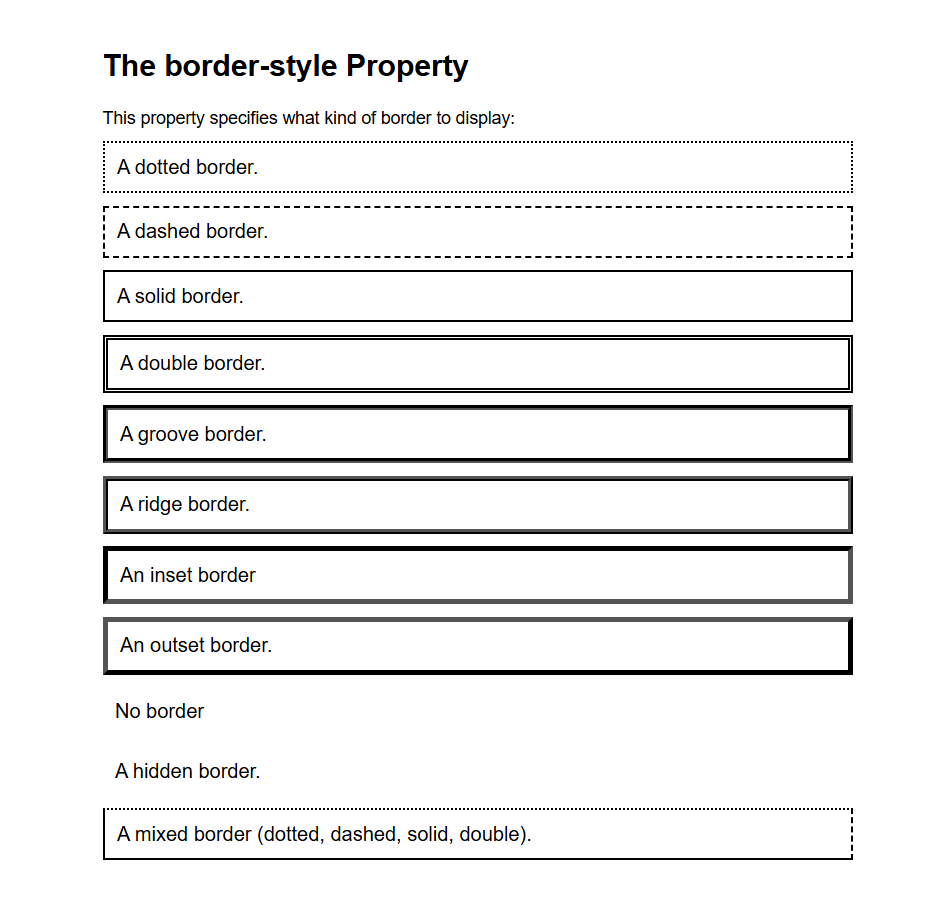 The border-style Property
This property specifies what kind of border to display:
A dotted border.
A dashed border.
A solid border.
A double border.
A groove border.
A ridge border.
An inset border
An outset border.
No border
A hidden border.
A mixed border (dotted, dashed, solid, double).